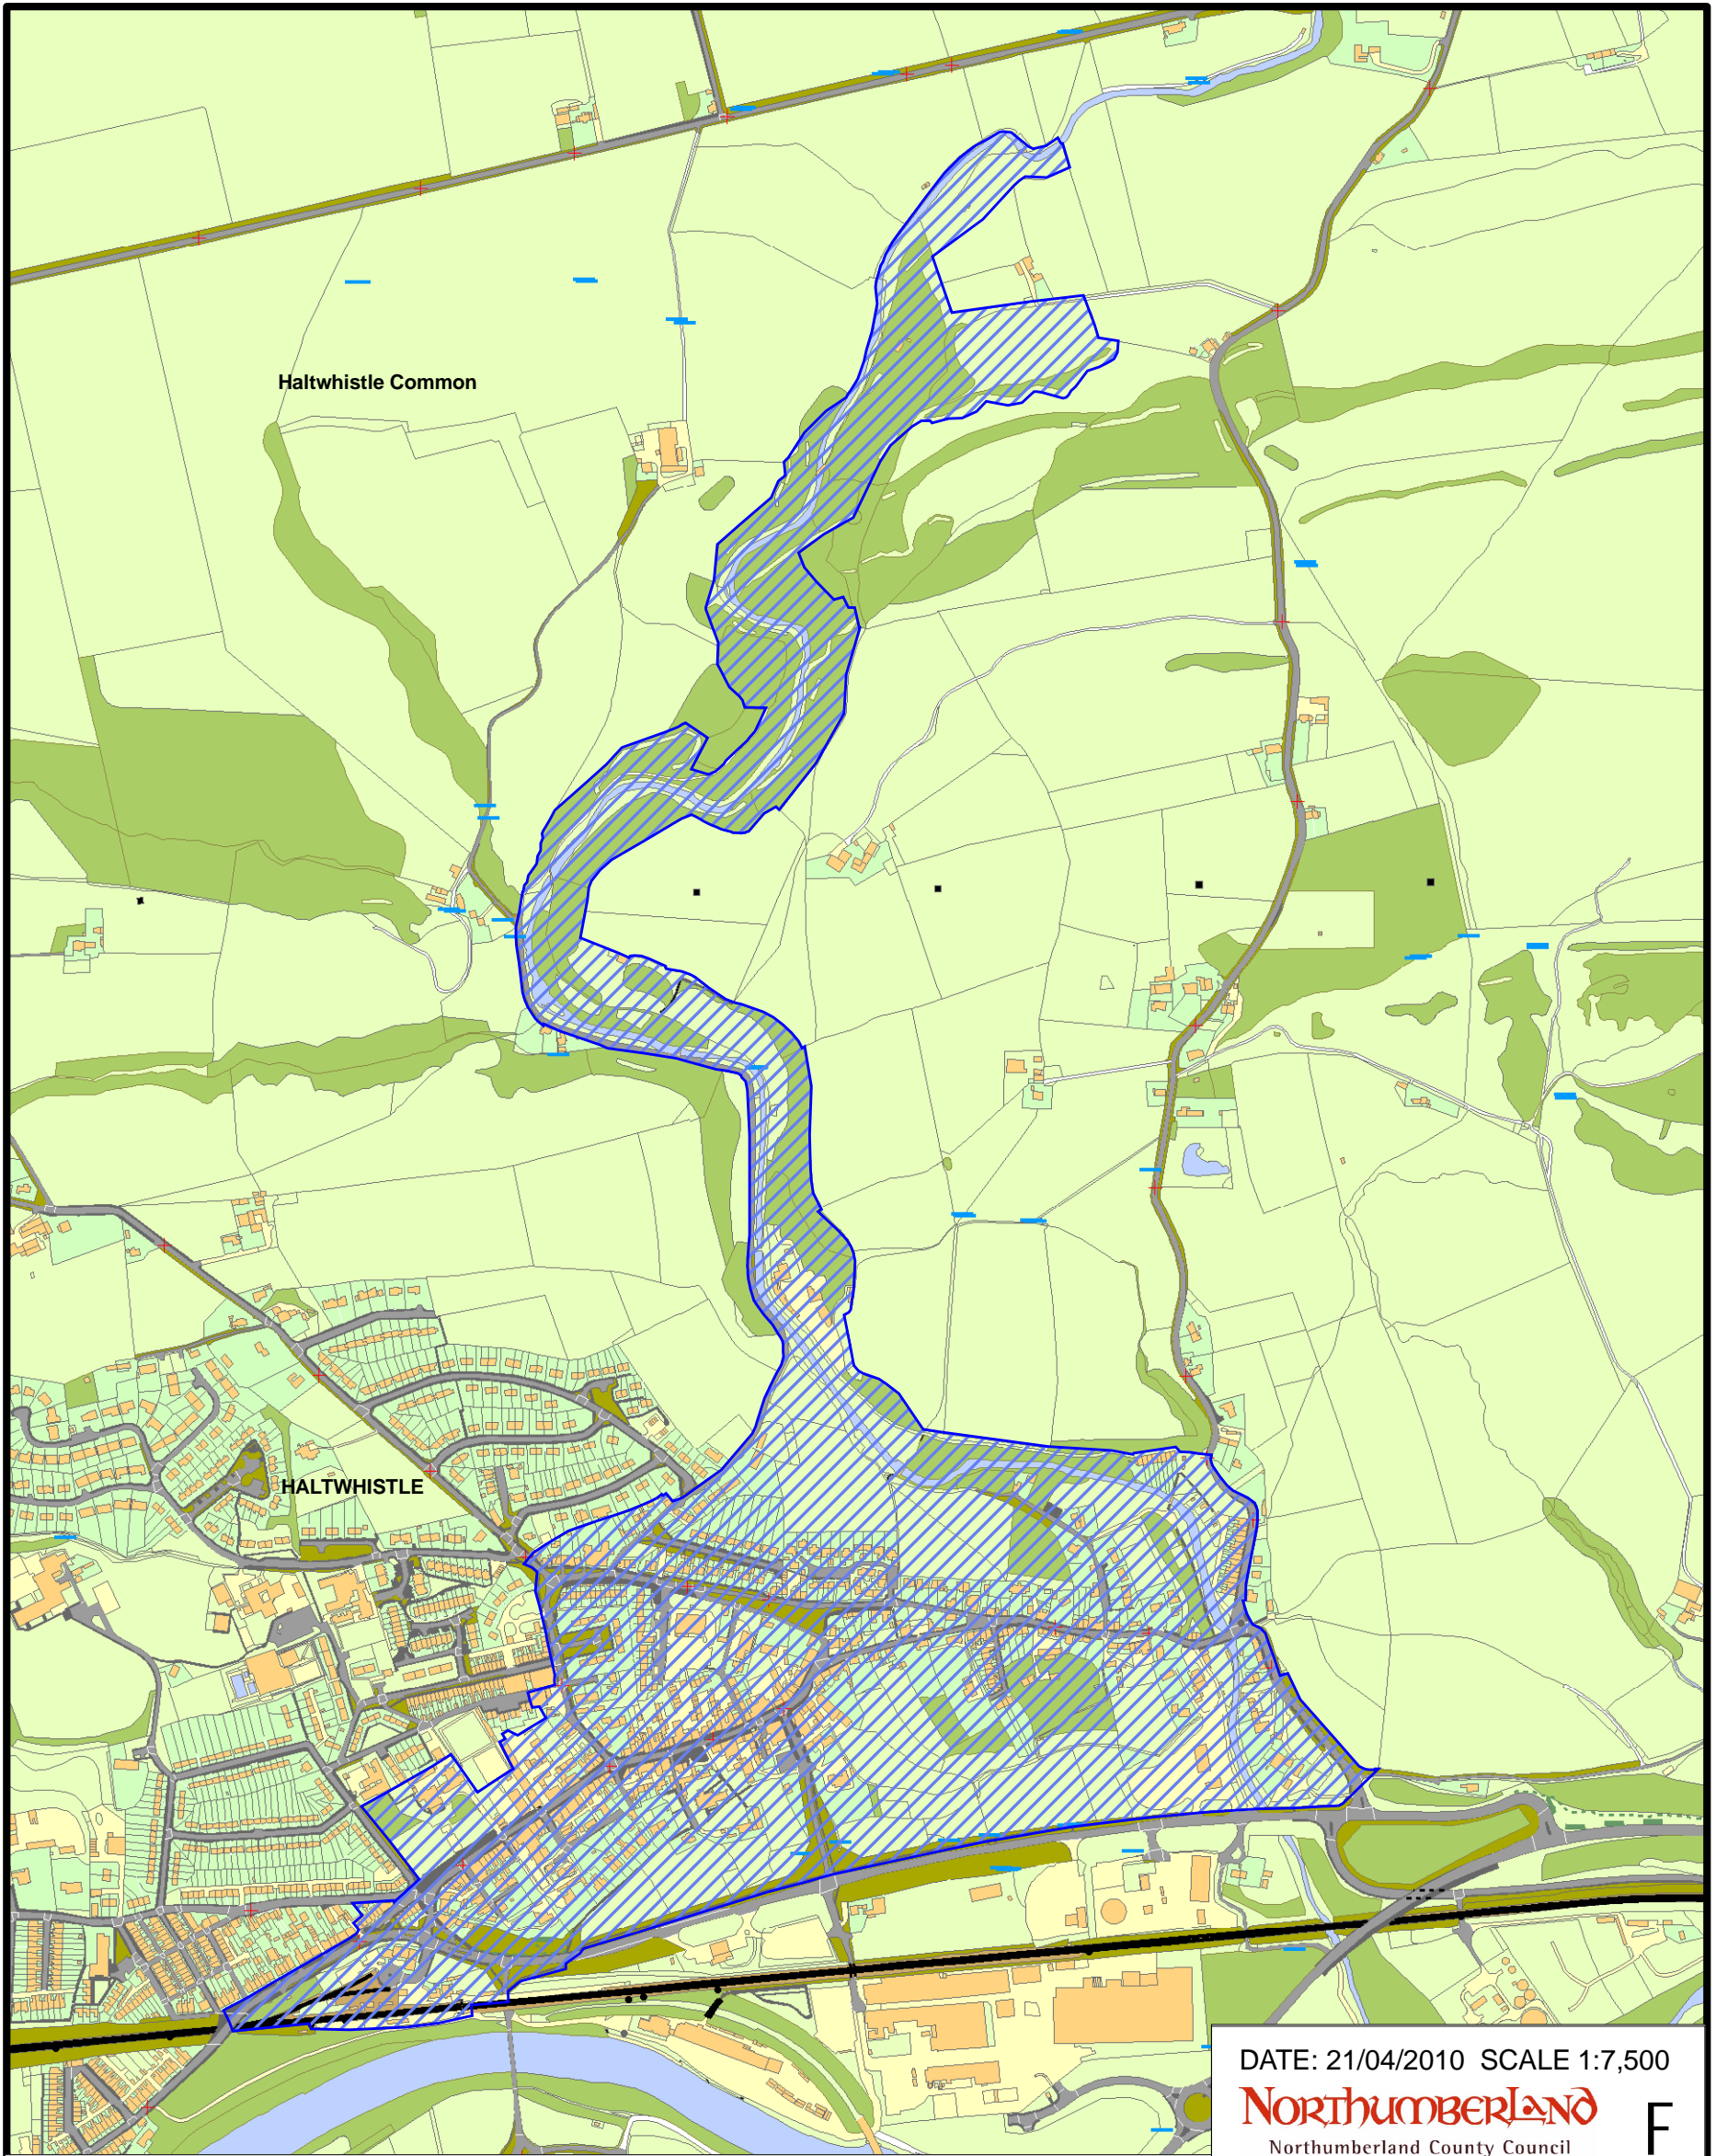 Haltwhistle Common
HALTWHISTLE
DATE: 21/04/2010 SCALE 1:7,500
NORThUMBERLAND
Northumberland County Council
F